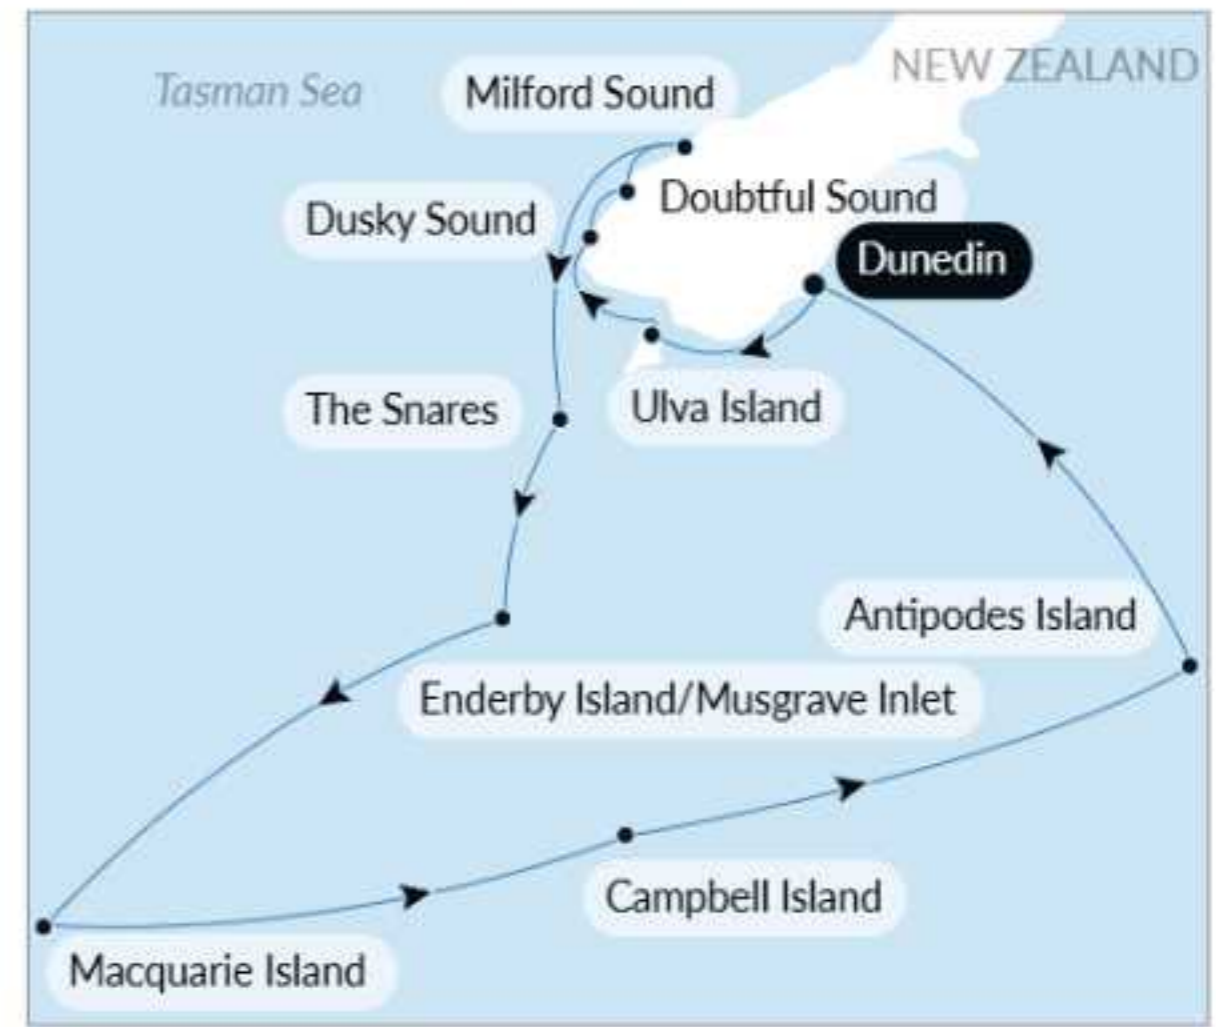 NEW ZEALAND
Tasman Sea
Milford Sound
Doubtful Sound
Dusky Sound
Dunedin
The Snares
Ulva Island
Antipodes Island
Enderby Island/Musgrave Inlet
Campbell Island
Macquarie Island